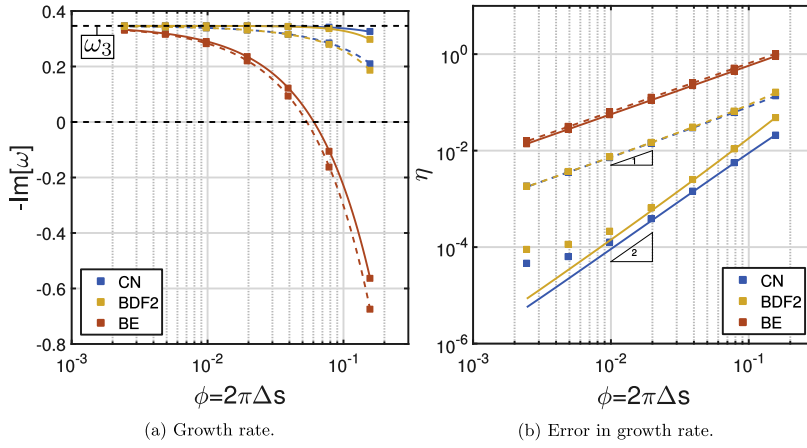 0.4
0.2
0
-0.2
-0.4
-0.6
-0.8
-Im[ω]
ω₃
CN
BDF2
BE
10⁻³
10⁻²
10⁻¹
ϕ=2πΔs
(a) Growth rate.
10⁰
10⁻²
10⁻⁴
10⁻⁶
η
1
2
CN
BDF2
BE
10⁻³
10⁻²
10⁻¹
ϕ=2πΔs
(b) Error in growth rate.